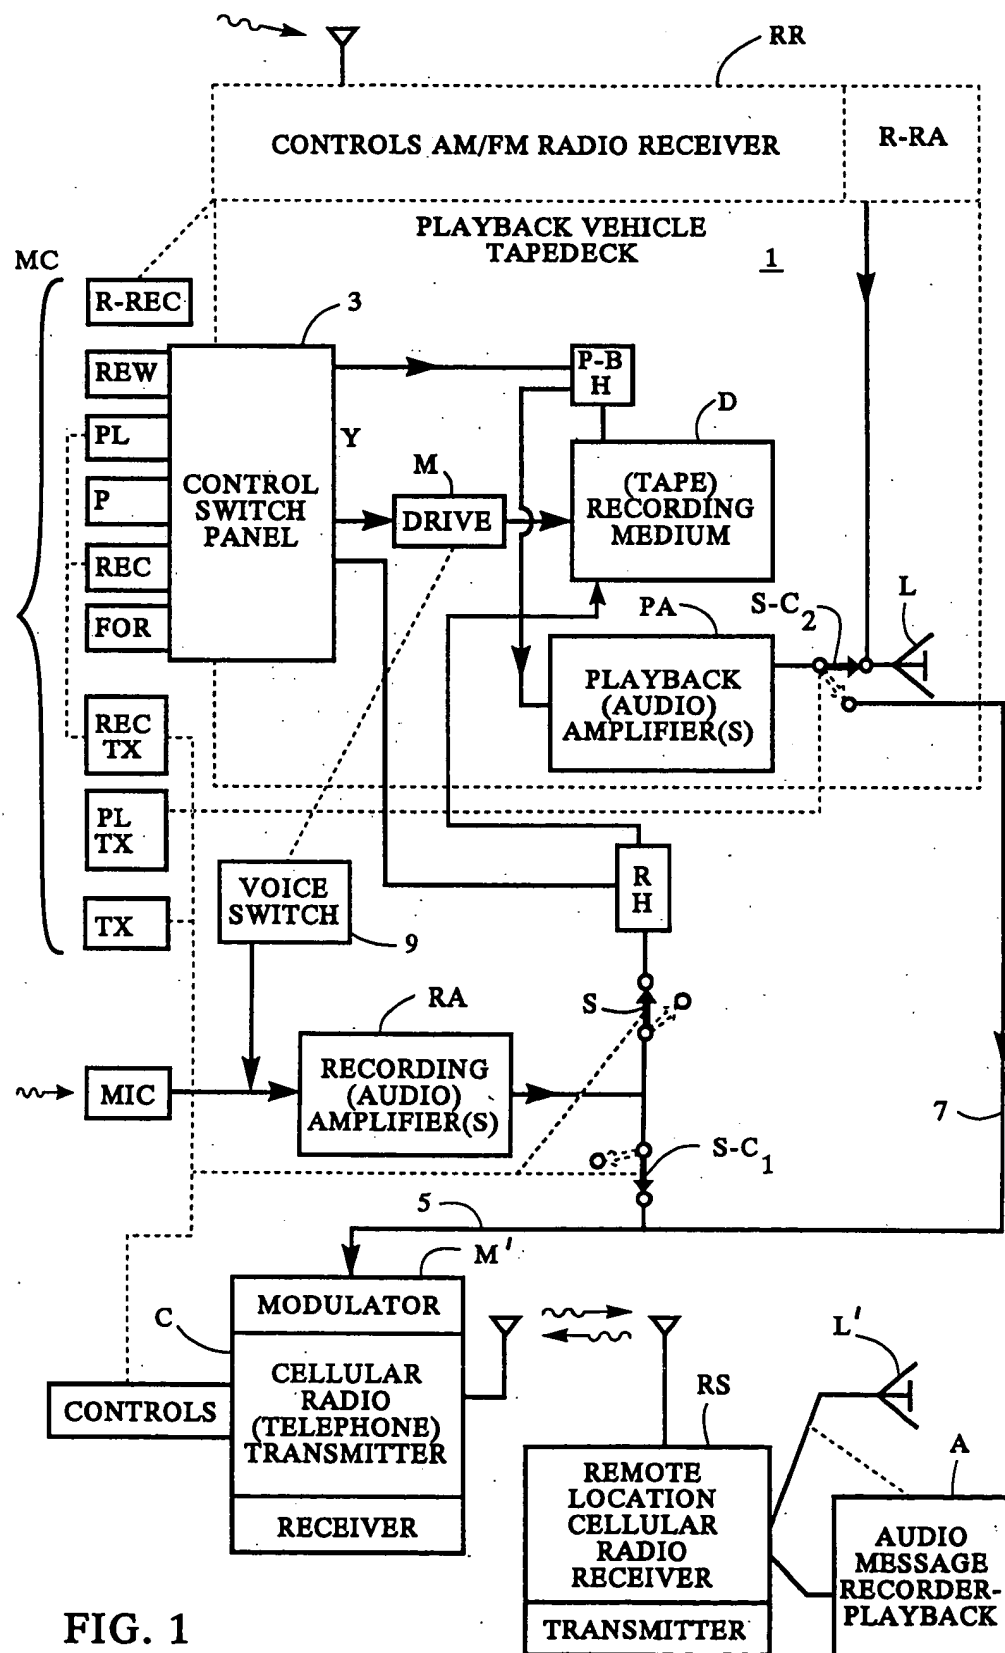 RR
CONTROLS AM/FM RADIO RECEIVER
R-RA
PLAYBACK VEHICLE
TAPEDECK
1
MC
R-REC
3
REW
PL
P
REC
FOR
CONTROL
SWITCH
PANEL
Y
P-B
H
D
M
DRIVE
(TAPE)
RECORDING
MEDIUM
PA
S-C2
L
PLAYBACK
(AUDIO)
AMPLIFIER(S)
REC
TX
PL
TX
TX
VOICE
SWITCH
9
R
H
S
RA
MIC
RECORDING
(AUDIO)
AMPLIFIER(S)
7
S-C1
5
M'
C
MODULATOR
CELLULAR
RADIO
(TELEPHONE)
TRANSMITTER
RECEIVER
CONTROLS
L'
RS
A
REMOTE
LOCATION
CELLULAR
RADIO
RECEIVER
TRANSMITTER
AUDIO
MESSAGE
RECORDER-
PLAYBACK
FIG. 1